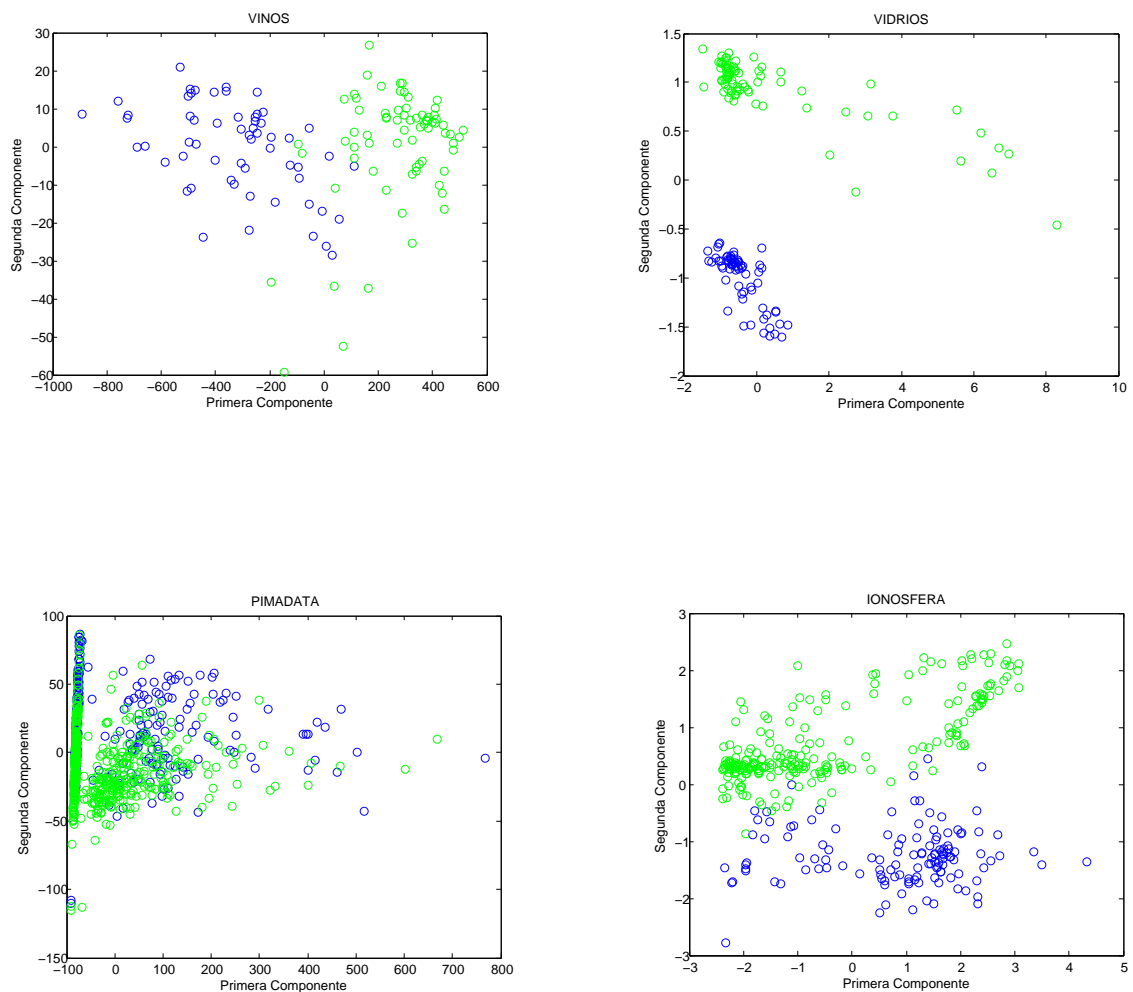 VINOS
30
20
10
0
−10
−20
−30
−40
−50
−60
−1000 −800 −600 −400 −200 0 200 400 600
Primera Componente
Segunda Componente
VIDRIOS
1.5
1
0.5
0
−0.5
−1
−1.5
−2
−2 0 2 4 6 8 10
Primera Componente
Segunda Componente
PIMADATA
100
50
0
−50
−100
−150
−100 0 100 200 300 400 500 600 700 800
Primera Componente
Segunda Componente
IONOSFERA
3
2
1
0
−1
−2
−3
−3 −2 −1 0 1 2 3 4 5
Primera Componente
Segunda Componente